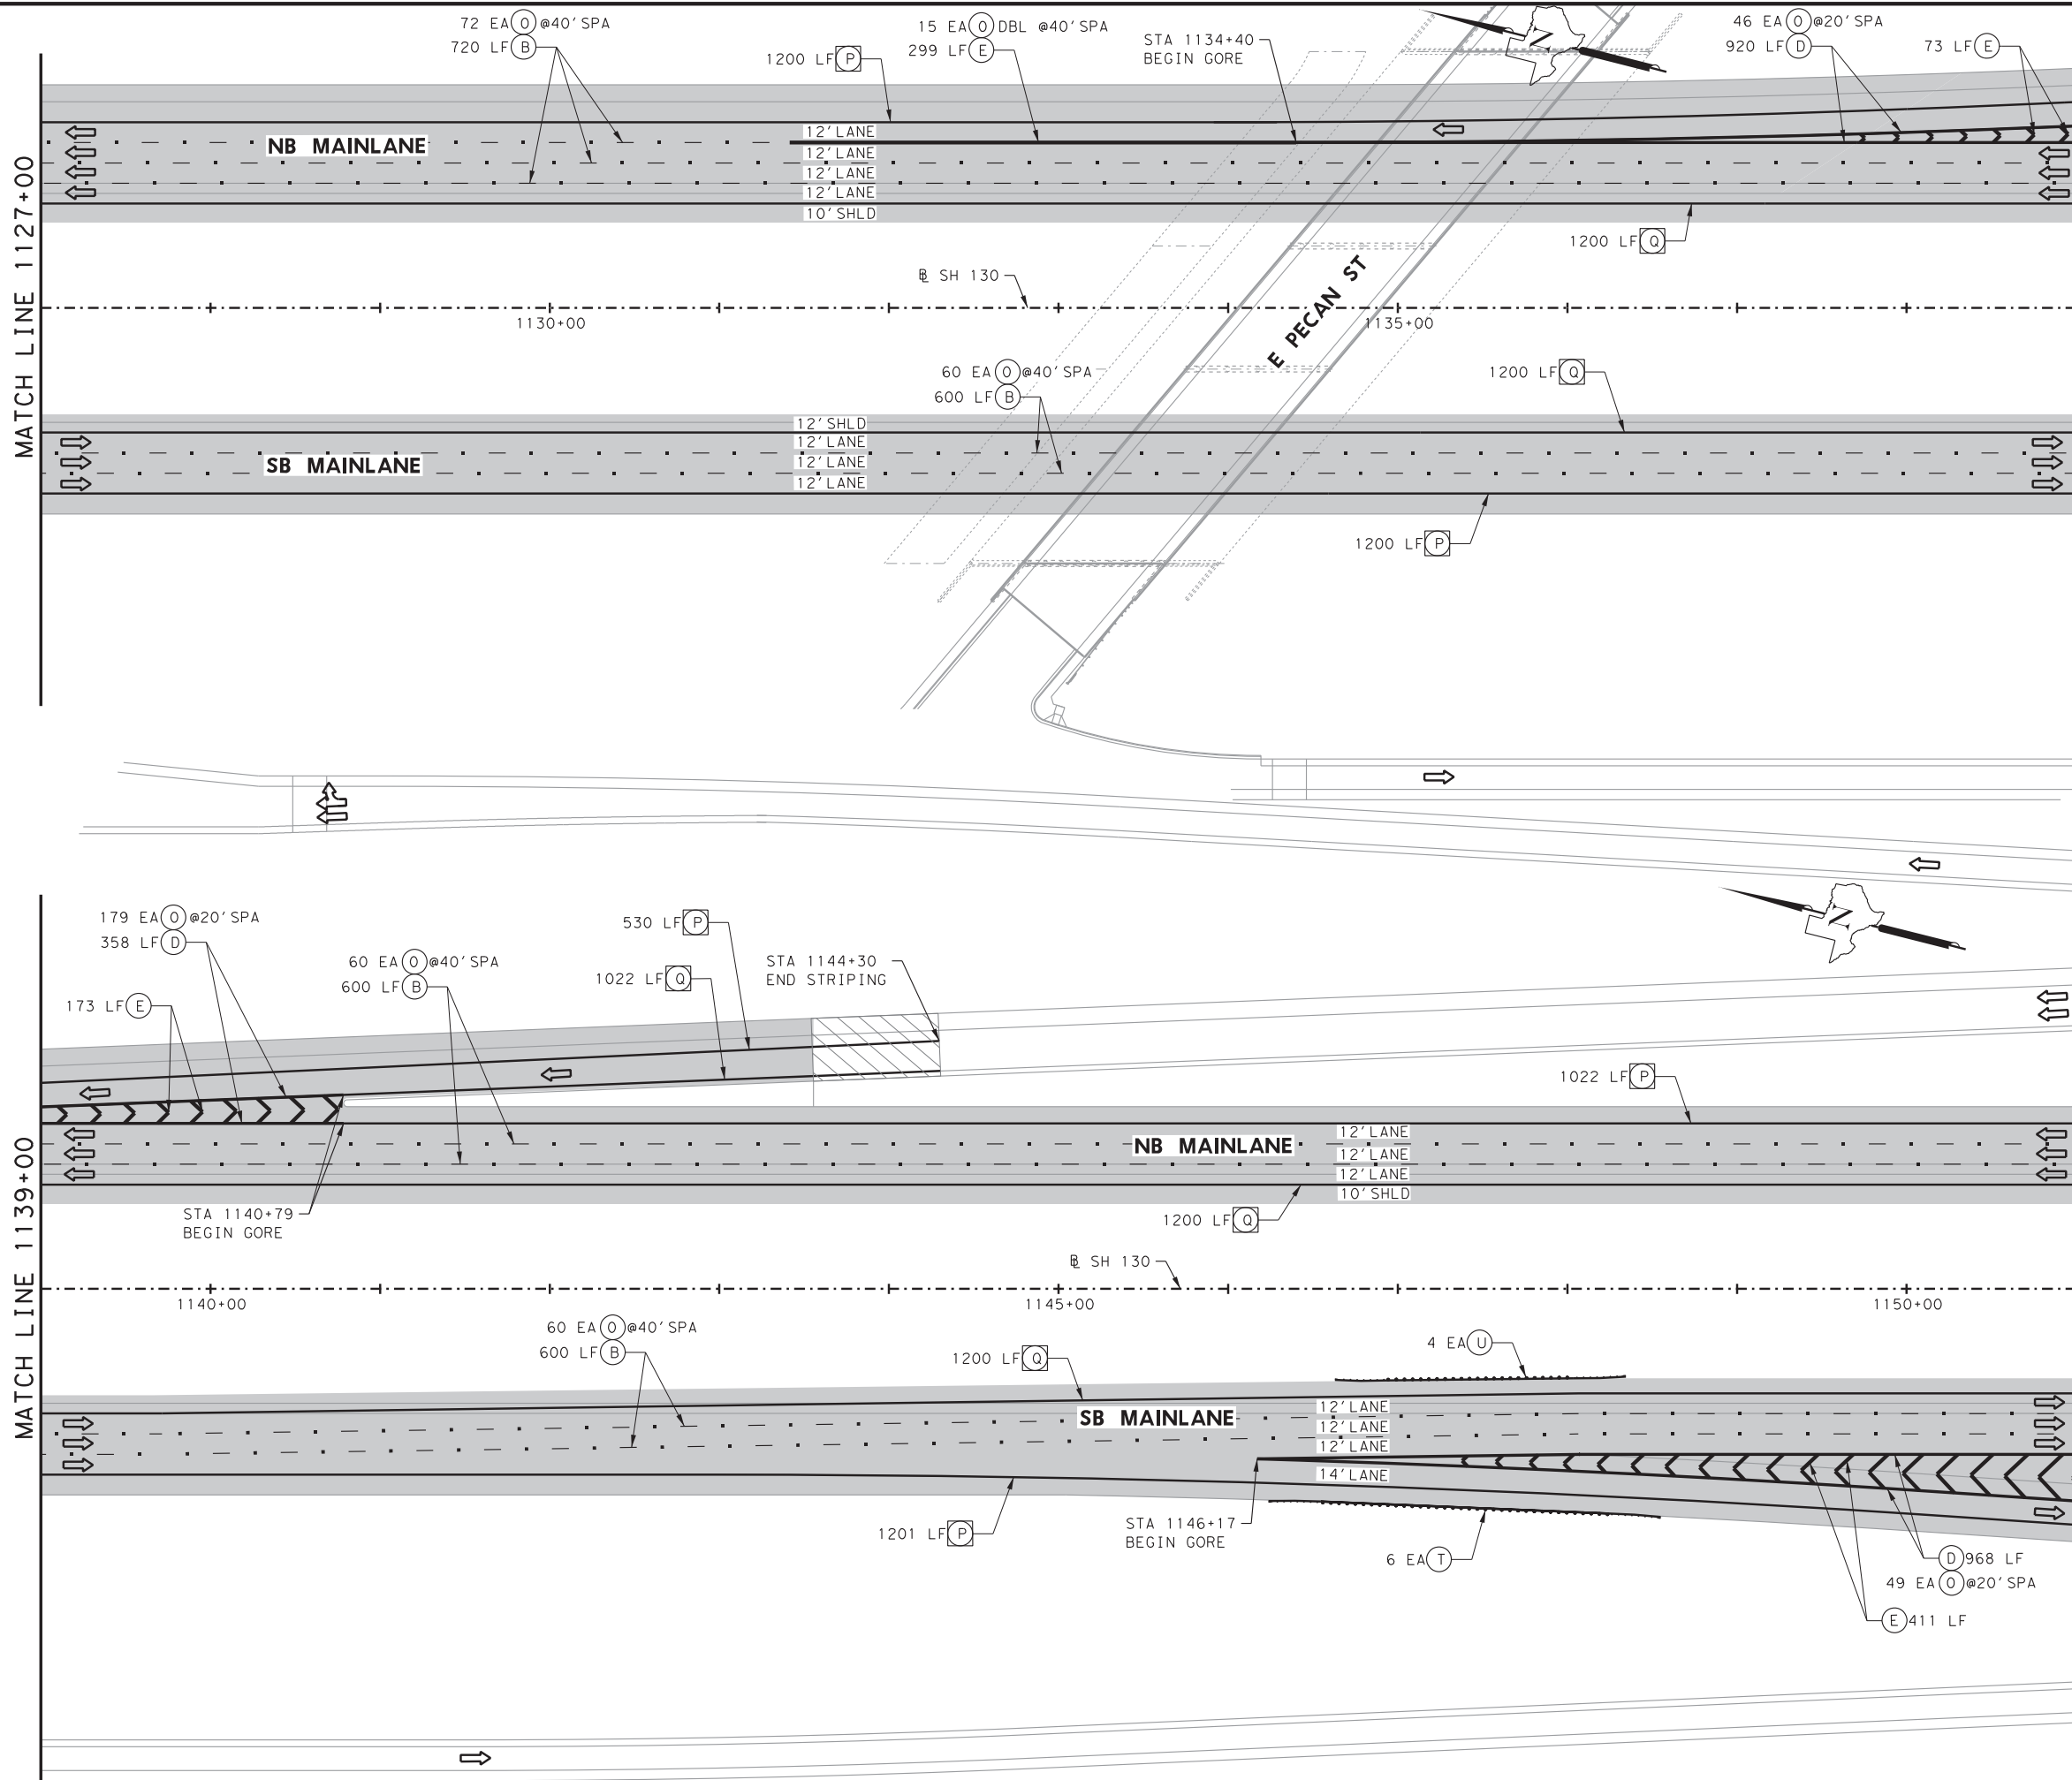 72 EA O @40' SPA
720 LF B
1200 LF P
15 EA O DBL @40' SPA
299 LF E
STA 1134+40
BEGIN GORE
N
46 EA O @20' SPA
920 LF D
73 LF E
MATCH LINE 1127+00
NB MAINLANE
12' LANE
12' LANE
12' LANE
12' LANE
10' SHLD
1200 LF Q
B SH 130
1130+00
1135+00
E PECAN ST
60 EA O @40' SPA
600 LF B
1200 LF Q
12' SHLD
12' LANE
12' LANE
12' LANE
SB MAINLANE
1200 LF P
179 EA O @20' SPA
358 LF D
60 EA O @40' SPA
600 LF B
173 LF E
530 LF P
1022 LF Q
STA 1144+30
END STRIPING
N
1022 LF P
MATCH LINE 1139+00
NB MAINLANE
12' LANE
12' LANE
12' LANE
10' SHLD
STA 1140+79
BEGIN GORE
1200 LF Q
B SH 130
1140+00
1145+00
1150+00
60 EA O @40' SPA
600 LF B
1200 LF Q
4 EA U
SB MAINLANE
12' LANE
12' LANE
12' LANE
14' LANE
1201 LF P
STA 1146+17
BEGIN GORE
6 EA T
D 968 LF
49 EA O @20' SPA
E 411 LF